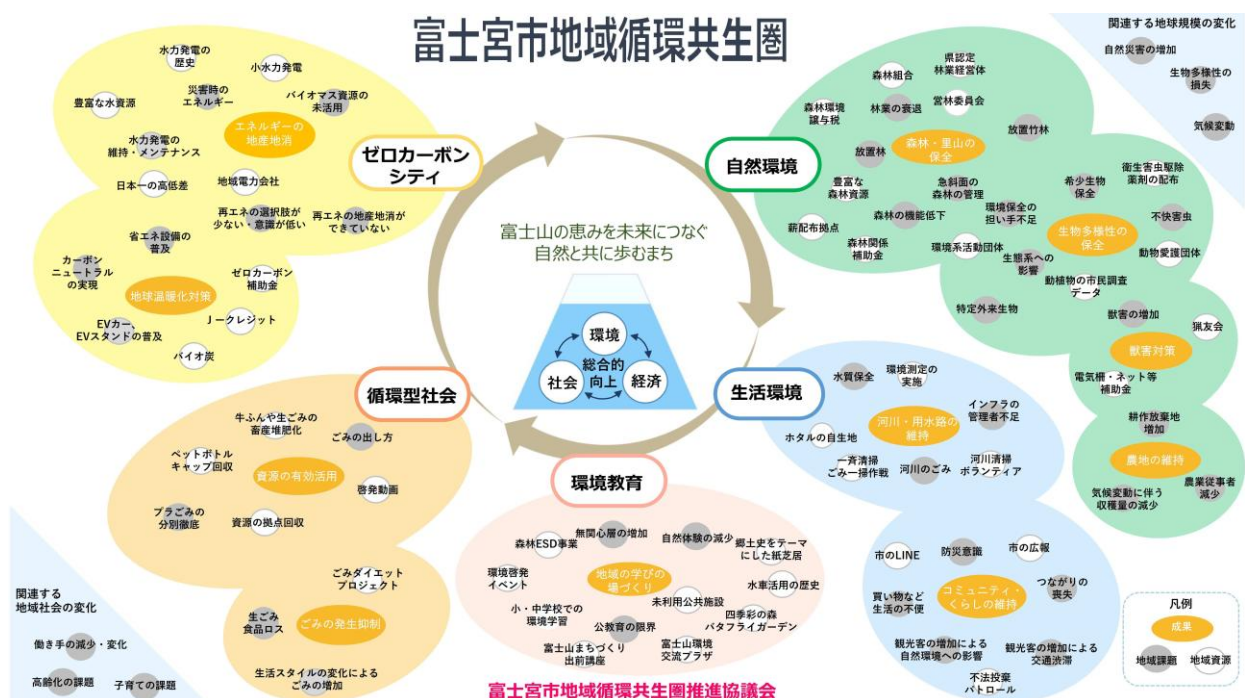 富士宮市地域循環共生圏
ゼロカーボン
シティ
水力発電の
歴史
小水力発電
豊富な水資源
災害時の
エネルギー
バイオマス資源の
未活用
エネルギーの
地産地消
水力発電の
維持・メンテナンス
日本一の高低差
地域電力会社
再エネの選択肢が
少ない・意識が低い
再エネの地産地消が
できていない
省エネ設備の
普及
カーボン
ニュートラル
の実現
ゼロカーボン
補助金
地球温暖化対策
Jークレジット
EVカー、
EVスタンドの普及
バイオ炭
自然環境
森林組合
県認定
林業経営体
森林環境
譲与税
林業の衰退
営林委員会
放置竹林
放置林
森林・里山の
保全
豊富な
森林資源
急斜面の
森林の管理
薪配布拠点
森林の機能低下
森林関係
補助金
環境系活動団体
環境保全の
担い手不足
希少生物
保全
衛生害虫駆除
薬剤の配布
不快害虫
生物多様性の
保全
動物愛護団体
生態系への
影響
動植物の市民調査
データ
特定外来生物
獣害の増加
猟友会
獣害対策
電気柵・ネット等
補助金
耕作放棄地
増加
農地の維持
気候変動に伴う
収穫量の減少
農業従事者
減少
関連する地球規模の変化
自然災害の増加
生物多様性の
損失
気候変動
富士山の恵みを未来につなぐ
自然と共に歩むまち
環境
社会
総合的
向上
経済
生活環境
水質保全
環境測定の
実施
インフラの
管理者不足
河川・用水路の
維持
ホタルの自生地
一斉清掃
ごみ一掃作戦
河川のごみ
河川清掃
ボランティア
市のLINE
防災意識
市の広報
買い物など
生活の不便
コミュニティ・
くらしの維持
つながりの
喪失
観光客の増加による
自然環境への影響
観光客の増加による
交通渋滞
不法投棄
パトロール
循環型社会
牛ふんや生ごみの
畜産堆肥化
ごみの出し方
ペットボトル
キャップ回収
資源の有効活用
啓発動画
プラごみの
分別徹底
資源の拠点回収
ごみダイエット
プロジェクト
生ごみ
食品ロス
ごみの発生抑制
生活スタイルの変化による
ごみの増加
環境教育
森林ESD事業
無関心層の増加
自然体験の減少
郷土史をテーマ
にした紙芝居
環境啓発
イベント
地域の学びの
場づくり
水車活用の歴史
小・中学校での
環境学習
未利用公共施設
公教育の限界
四季彩の森
バタフライガーデン
富士山まちづくり
出前講座
富士山環境
交流プラザ
関連する
地域社会の変化
働き手の減少・変化
高齢化の課題
子育ての課題
凡例
成果
地域課題
地域資源
富士宮市地域循環共生圏推進協議会